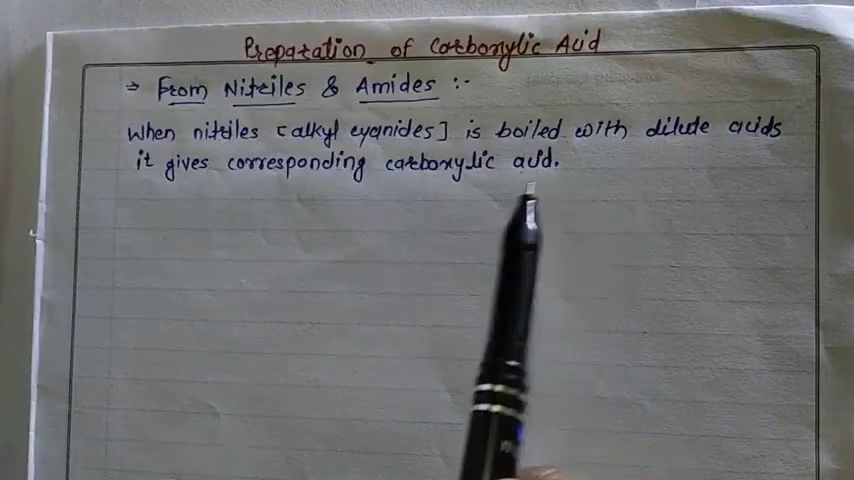 Preparation of Carboxylic Acid
⇒ From Nitriles & Amides :-
When nitriles [alkyl cyanides] is boiled with dilute acids
it gives corresponding carboxylic acid.